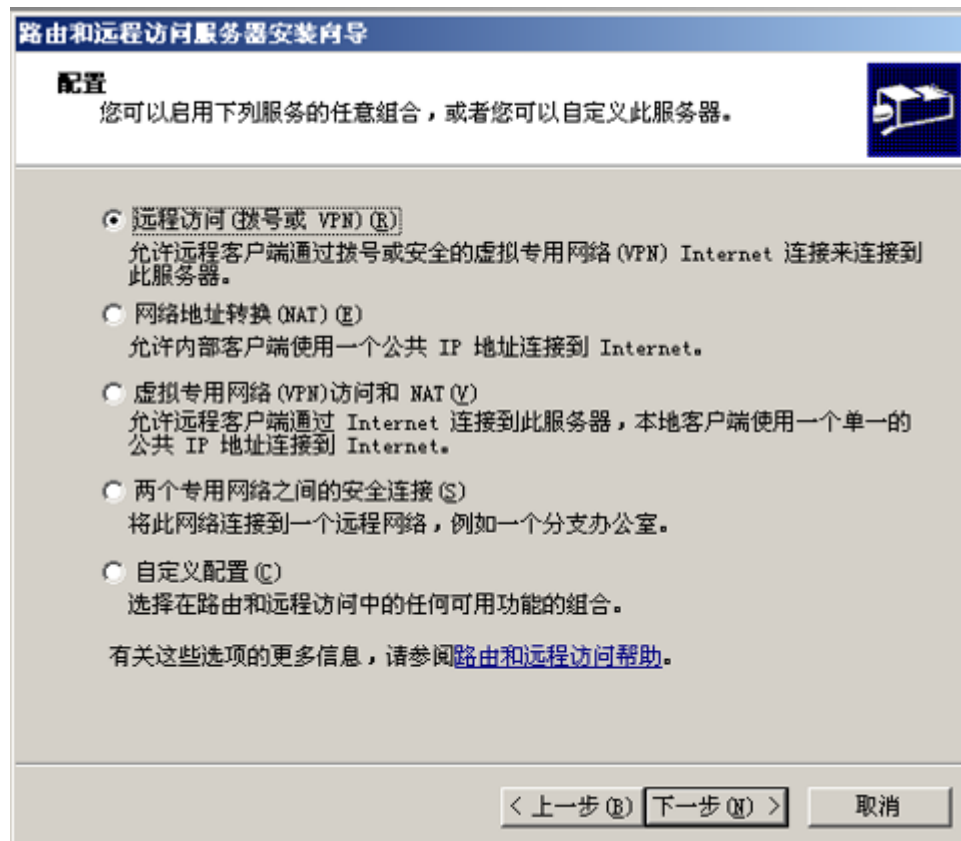 路由和远程访问服务器安装向导
配置
您可以启用下列服务的任意组合，或者您可以自定义此服务器。
远程访问(拨号或 VPN)(R)
允许远程客户端通过拨号或安全的虚拟专用网络(VPN) Internet 连接来连接到
此服务器。
网络地址转换(NAT)(E)
允许内部客户端使用一个公共 IP 地址连接到 Internet。
虚拟专用网络(VPN)访问和 NAT(V)
允许远程客户端通过 Internet 连接到此服务器，本地客户端使用一个单一的
公共 IP 地址连接到 Internet。
两个专用网络之间的安全连接(S)
将此网络连接到一个远程网络，例如一个分支办公室。
自定义配置(C)
选择在路由和远程访问中的任何可用功能的组合。
有关这些选项的更多信息，请参阅路由和远程访问帮助。
< 上一步(B) 下一步(N) > 取消